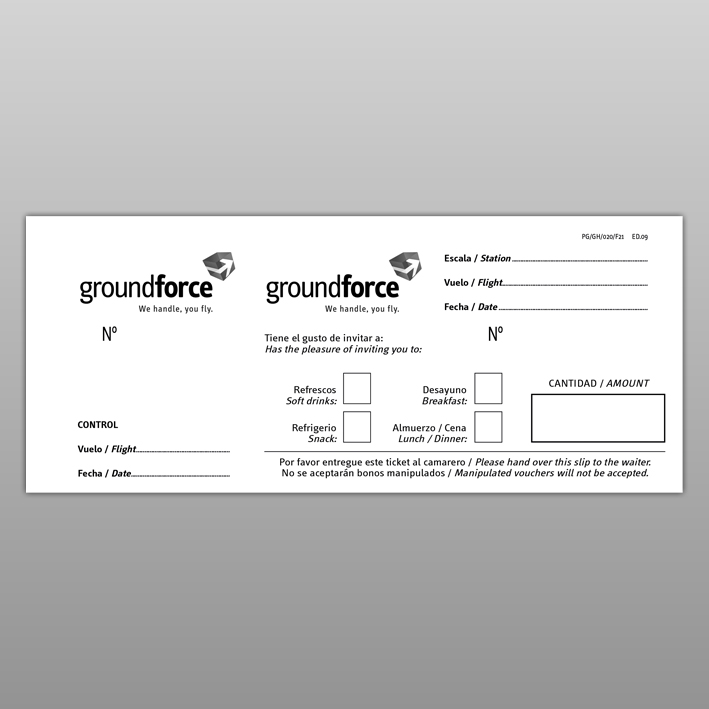 groundforce
We handle, you fly.
Nº
CONTROL
Vuelo / Flight
Fecha / Date
PG/GH/020/F21 ED.09
groundforce
We handle, you fly.
Escala / Station
Vuelo / Flight
Fecha / Date
Nº
Tiene el gusto de invitar a:
Has the pleasure of inviting you to:
Refrescos
Soft drinks:
Desayuno
Breakfast:
Refrigerio
Snack:
Almuerzo / Cena
Lunch / Dinner:
CANTIDAD / AMOUNT
Por favor entregue este ticket al camarero / Please hand over this slip to the waiter.
No se aceptarán bonos manipulados / Manipulated vouchers will not be accepted.